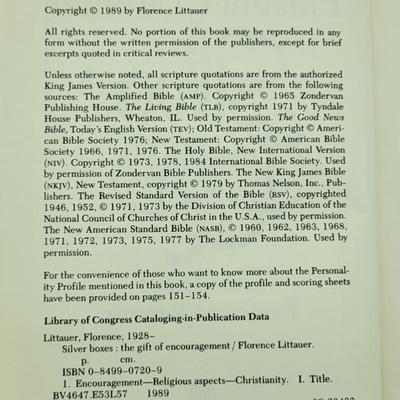 Copyright © 1989 by Florence Littauer
All rights reserved. No portion of this book may be reproduced in any
form without the written permission of the publishers, except for brief
excerpts quoted in critical reviews.
Unless otherwise noted, all scripture quotations are from the authorized
King James Version. Other scripture quotations are from the following
sources: The Amplified Bible (AMP). Copyright © 1965 Zondervan
Publishing House. The Living Bible (TLB), copyright 1971 by Tyndale
House Publishers, Wheaton, IL. Used by permission. The Good News
Bible, Today's English Version (TEV); Old Testament: Copyright © Ameri-
can Bible Society 1976; New Testament: Copyright © American Bible
Society 1966, 1971, 1976. The Holy Bible, New International Version
(NIV). Copyright © 1973, 1978, 1984 International Bible Society. Used
by permission of Zondervan Bible Publishers. The New King James Bible
(NKJV), New Testament, copyright © 1979 by Thomas Nelson, Inc., Pub-
lishers. The Revised Standard Version of the Bible (RSV), copyrighted
1946, 1952, © 1971, 1973 by the Division of Christian Education of the
National Council of Churches of Christ in the U.S.A., used by permission.
The New American Standard Bible (NASB), © 1960, 1962, 1963, 1968,
1971, 1972, 1973, 1975, 1977 by The Lockman Foundation. Used by
permission.
For the convenience of those who want to know more about the Personal-
ity Profile mentioned in this book, a copy of the profile and scoring sheets
have been provided on pages 151–154.
Library of Congress Cataloging-in-Publication Data
Littauer, Florence, 1928–
Silver boxes : the gift of encouragement / Florence Littauer.
p. cm.
ISBN 0-8499-0720-9
1. Encouragement—Religious aspects—Christianity. I. Title.
BV4647.E53L57 1989